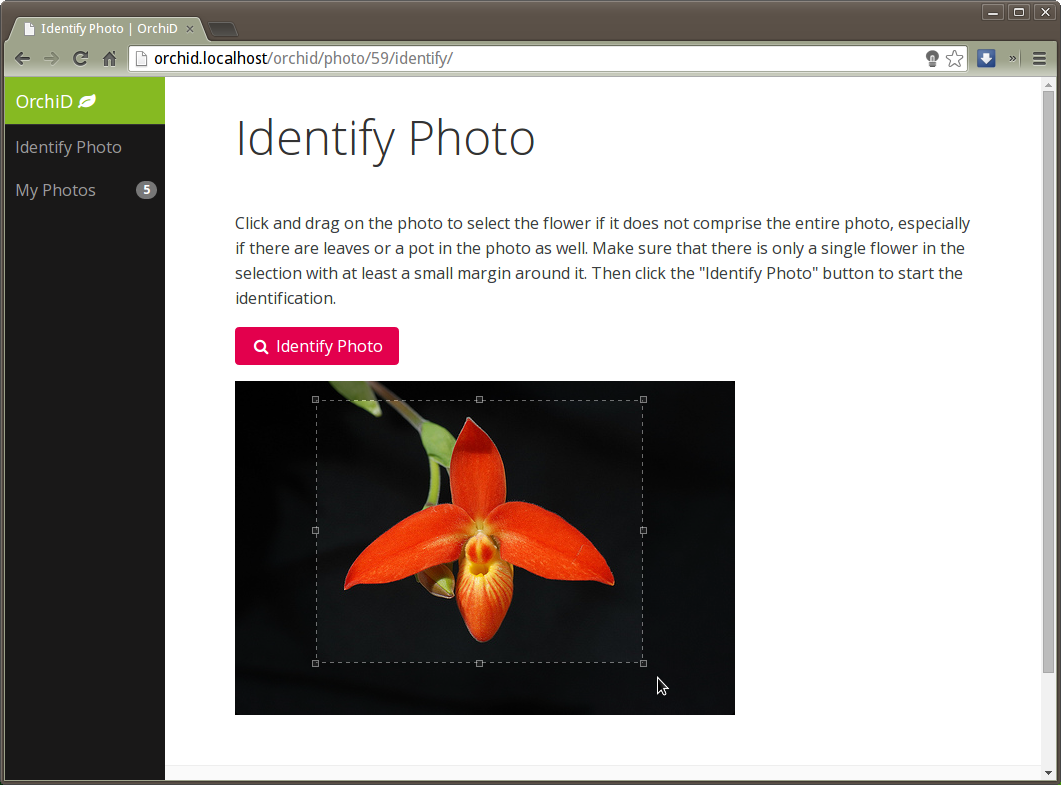 Identify Photo | OrchiD
orchid.localhost/orchid/photo/59/identify/
OrchiD
Identify Photo
My Photos 5
Identify Photo
Click and drag on the photo to select the flower if it does not comprise the entire photo, especially
if there are leaves or a pot in the photo as well. Make sure that there is only a single flower in the
selection with at least a small margin around it. Then click the "Identify Photo" button to start the
identification.
Identify Photo